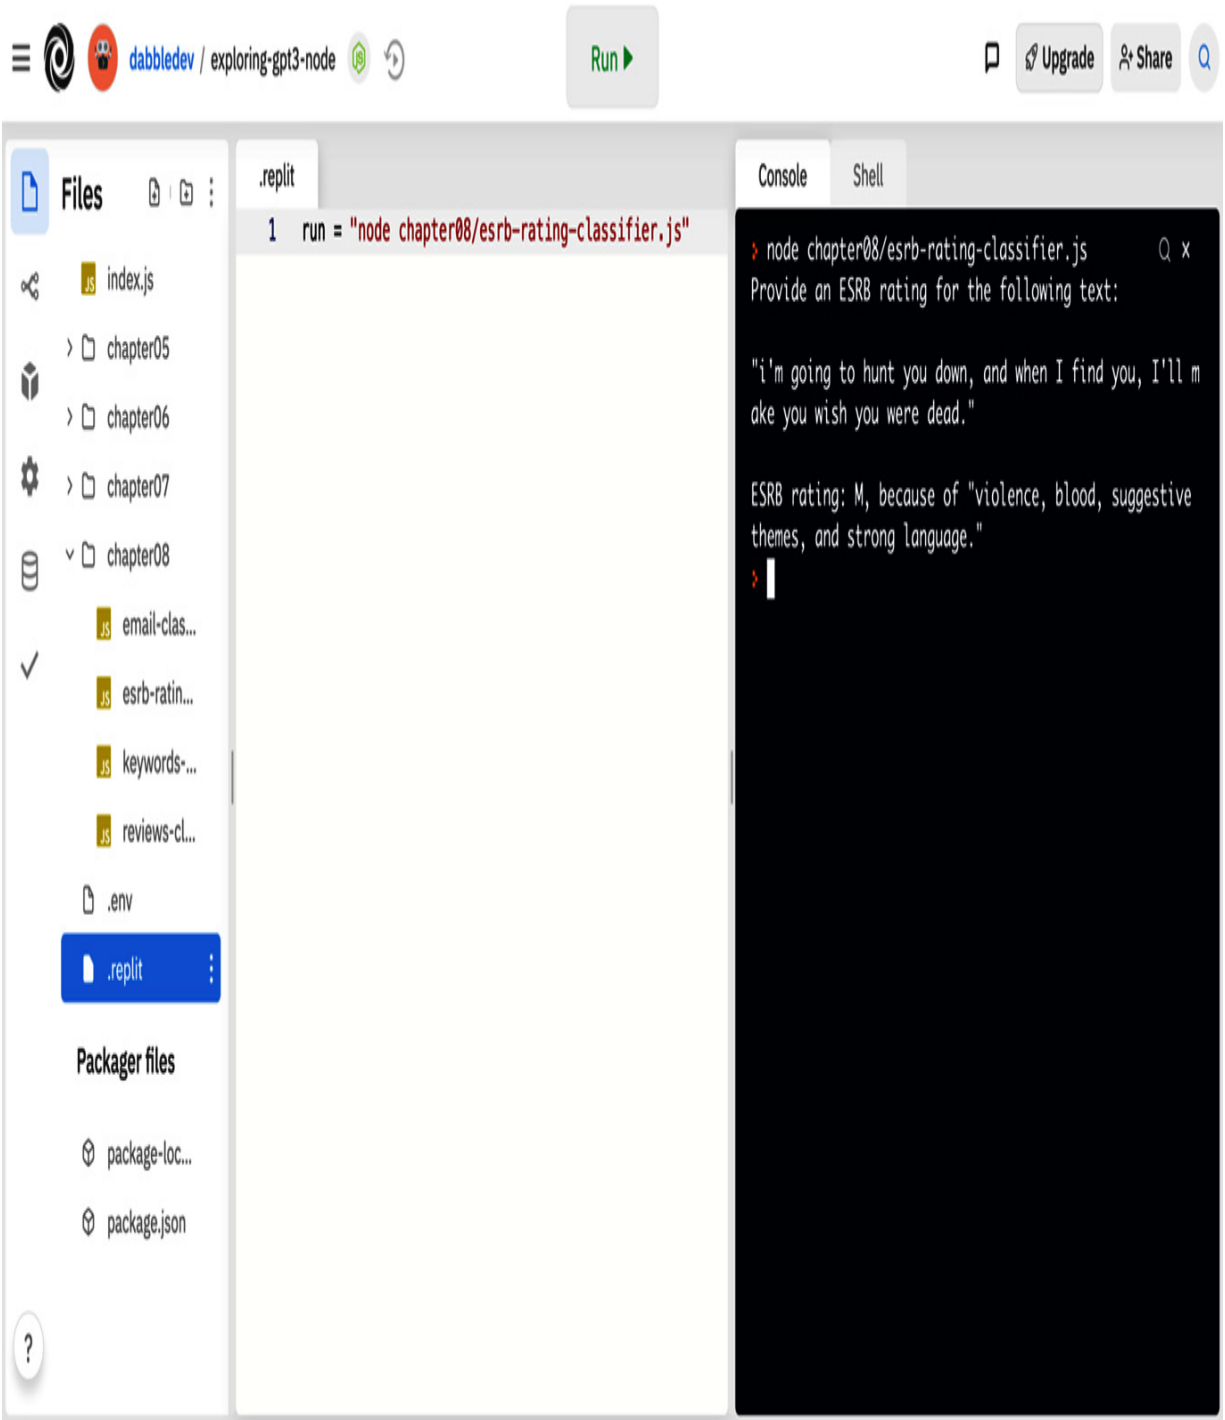 dabbledev / exploring-gpt3-node
Run
Upgrade
Share
Files
index.js
chapter05
chapter06
chapter07
chapter08
email-clas...
esrb-ratin...
keywords-...
reviews-cl...
.env
.replit
Packager files
package-loc...
package.json
?
.replit
1 run = "node chapter08/esrb-rating-classifier.js"
Console
Shell
node chapter08/esrb-rating-classifier.js
Provide an ESRB rating for the following text:
"i'm going to hunt you down, and when I find you, I'll m
ake you wish you were dead."
ESRB rating: M, because of "violence, blood, suggestive
themes, and strong language."